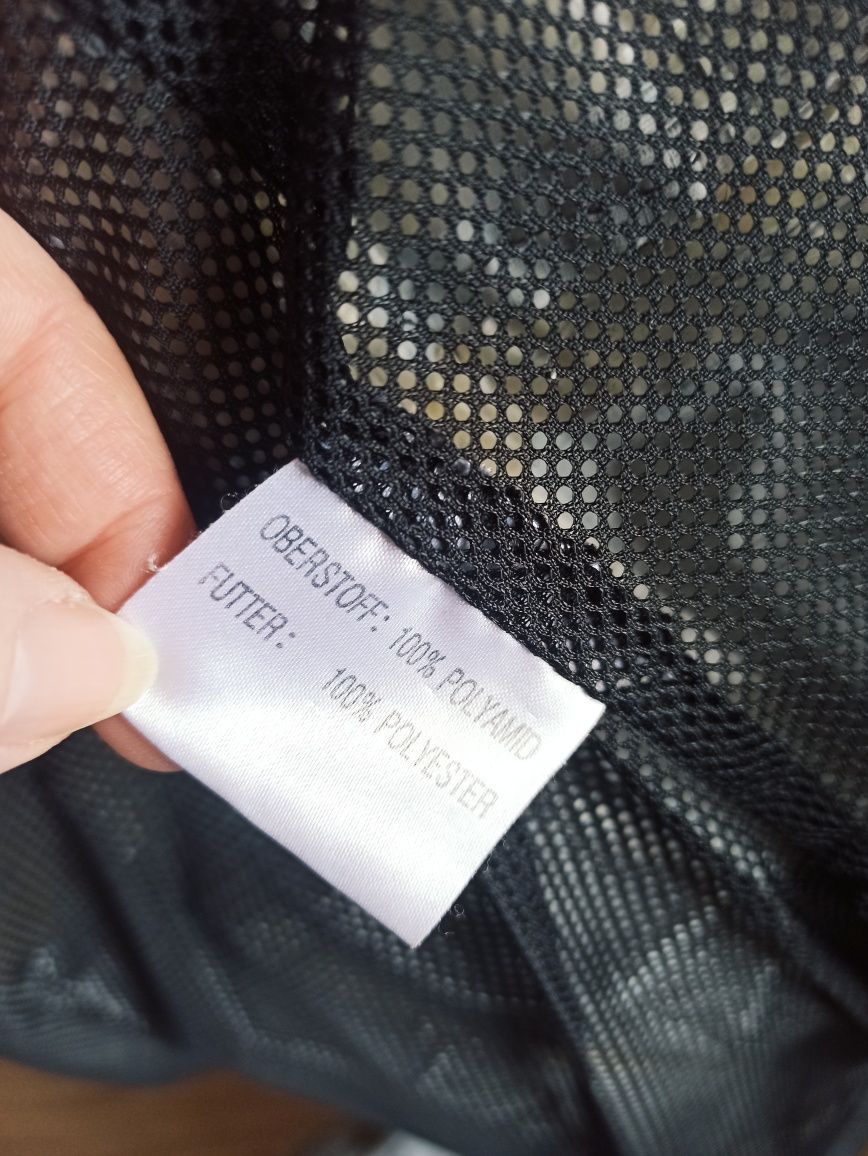 OBERSTOFF: 100% POLYAMID
FUTTER: 100% POLYESTER